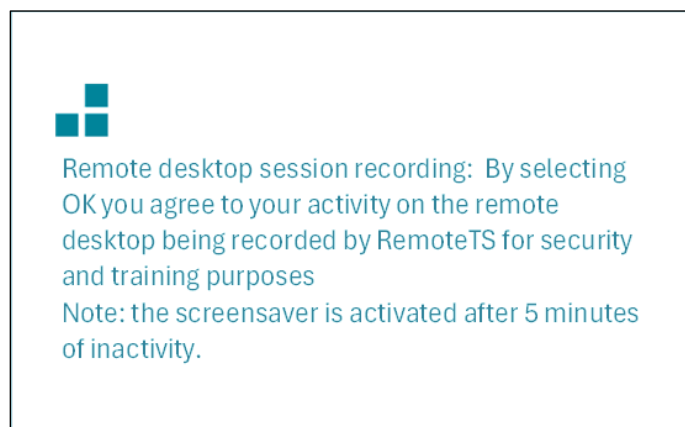 Remote desktop session recording:  By selecting
OK you agree to your activity on the remote
desktop being recorded by RemoteTS for security
and training purposes
Note: the screensaver is activated after 5 minutes
of inactivity.